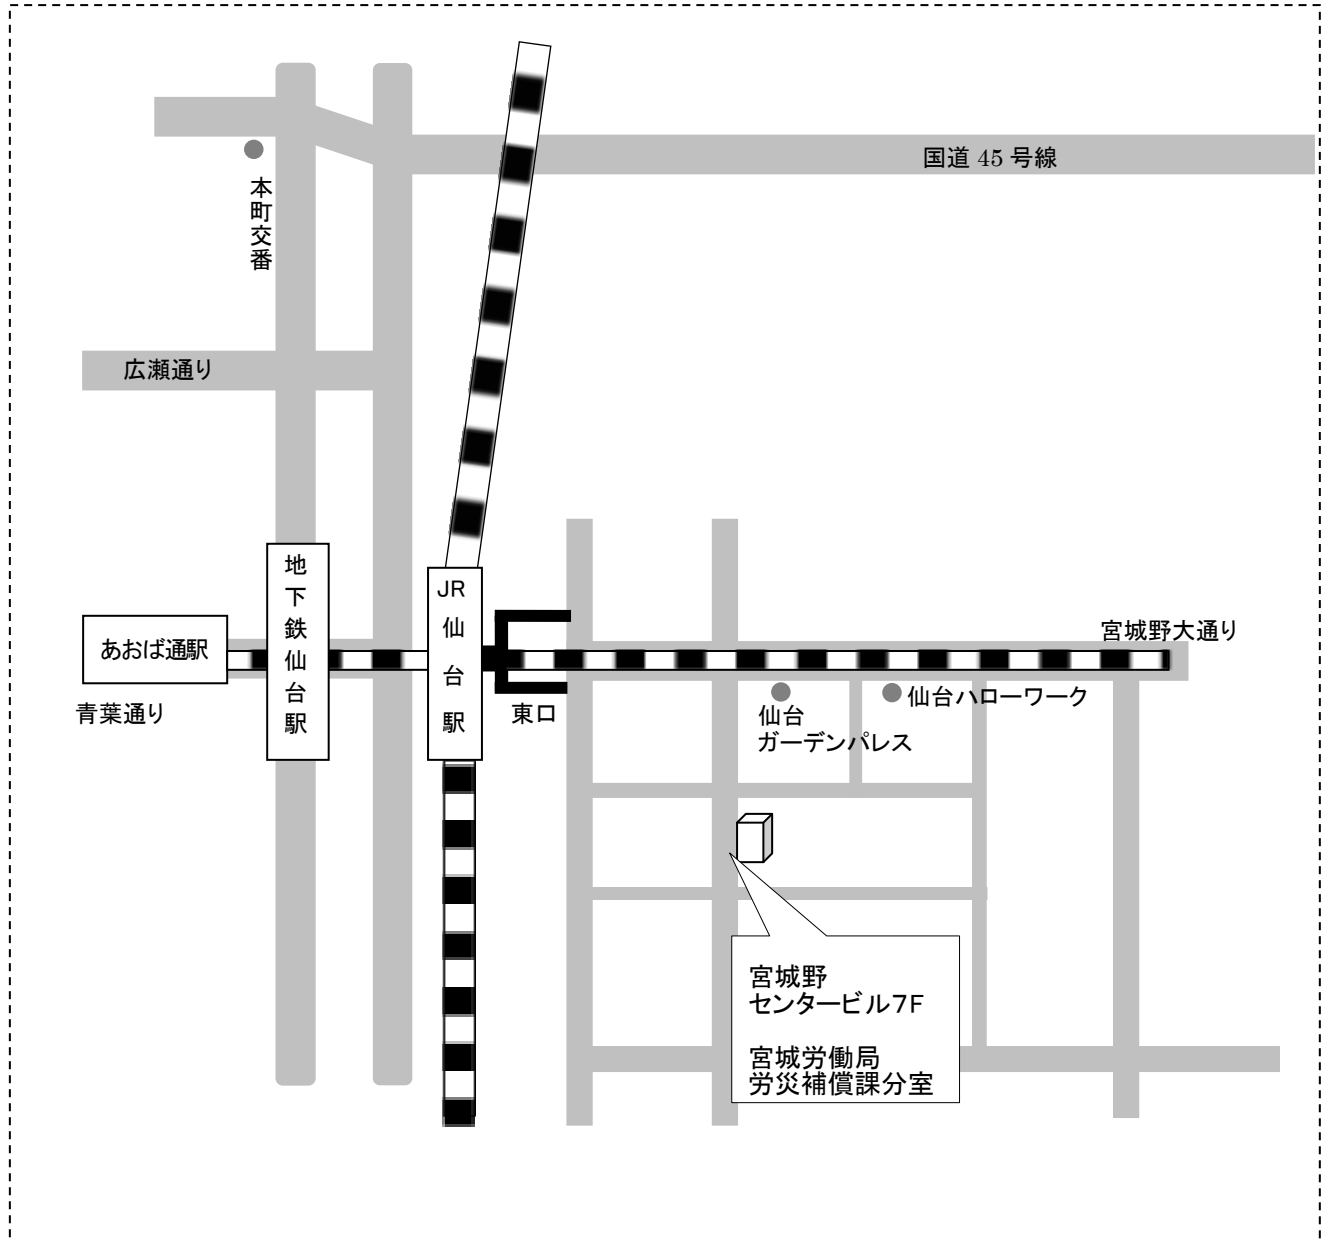 国道 45 号線
本町交番
広瀬通り
地下鉄仙台駅
JR仙台駅
あおば通駅
宮城野大通り
青葉通り
東口
仙台ハローワーク
仙台
ガーデンパレス
宮城野
センタービル7F
宮城労働局
労災補償課分室